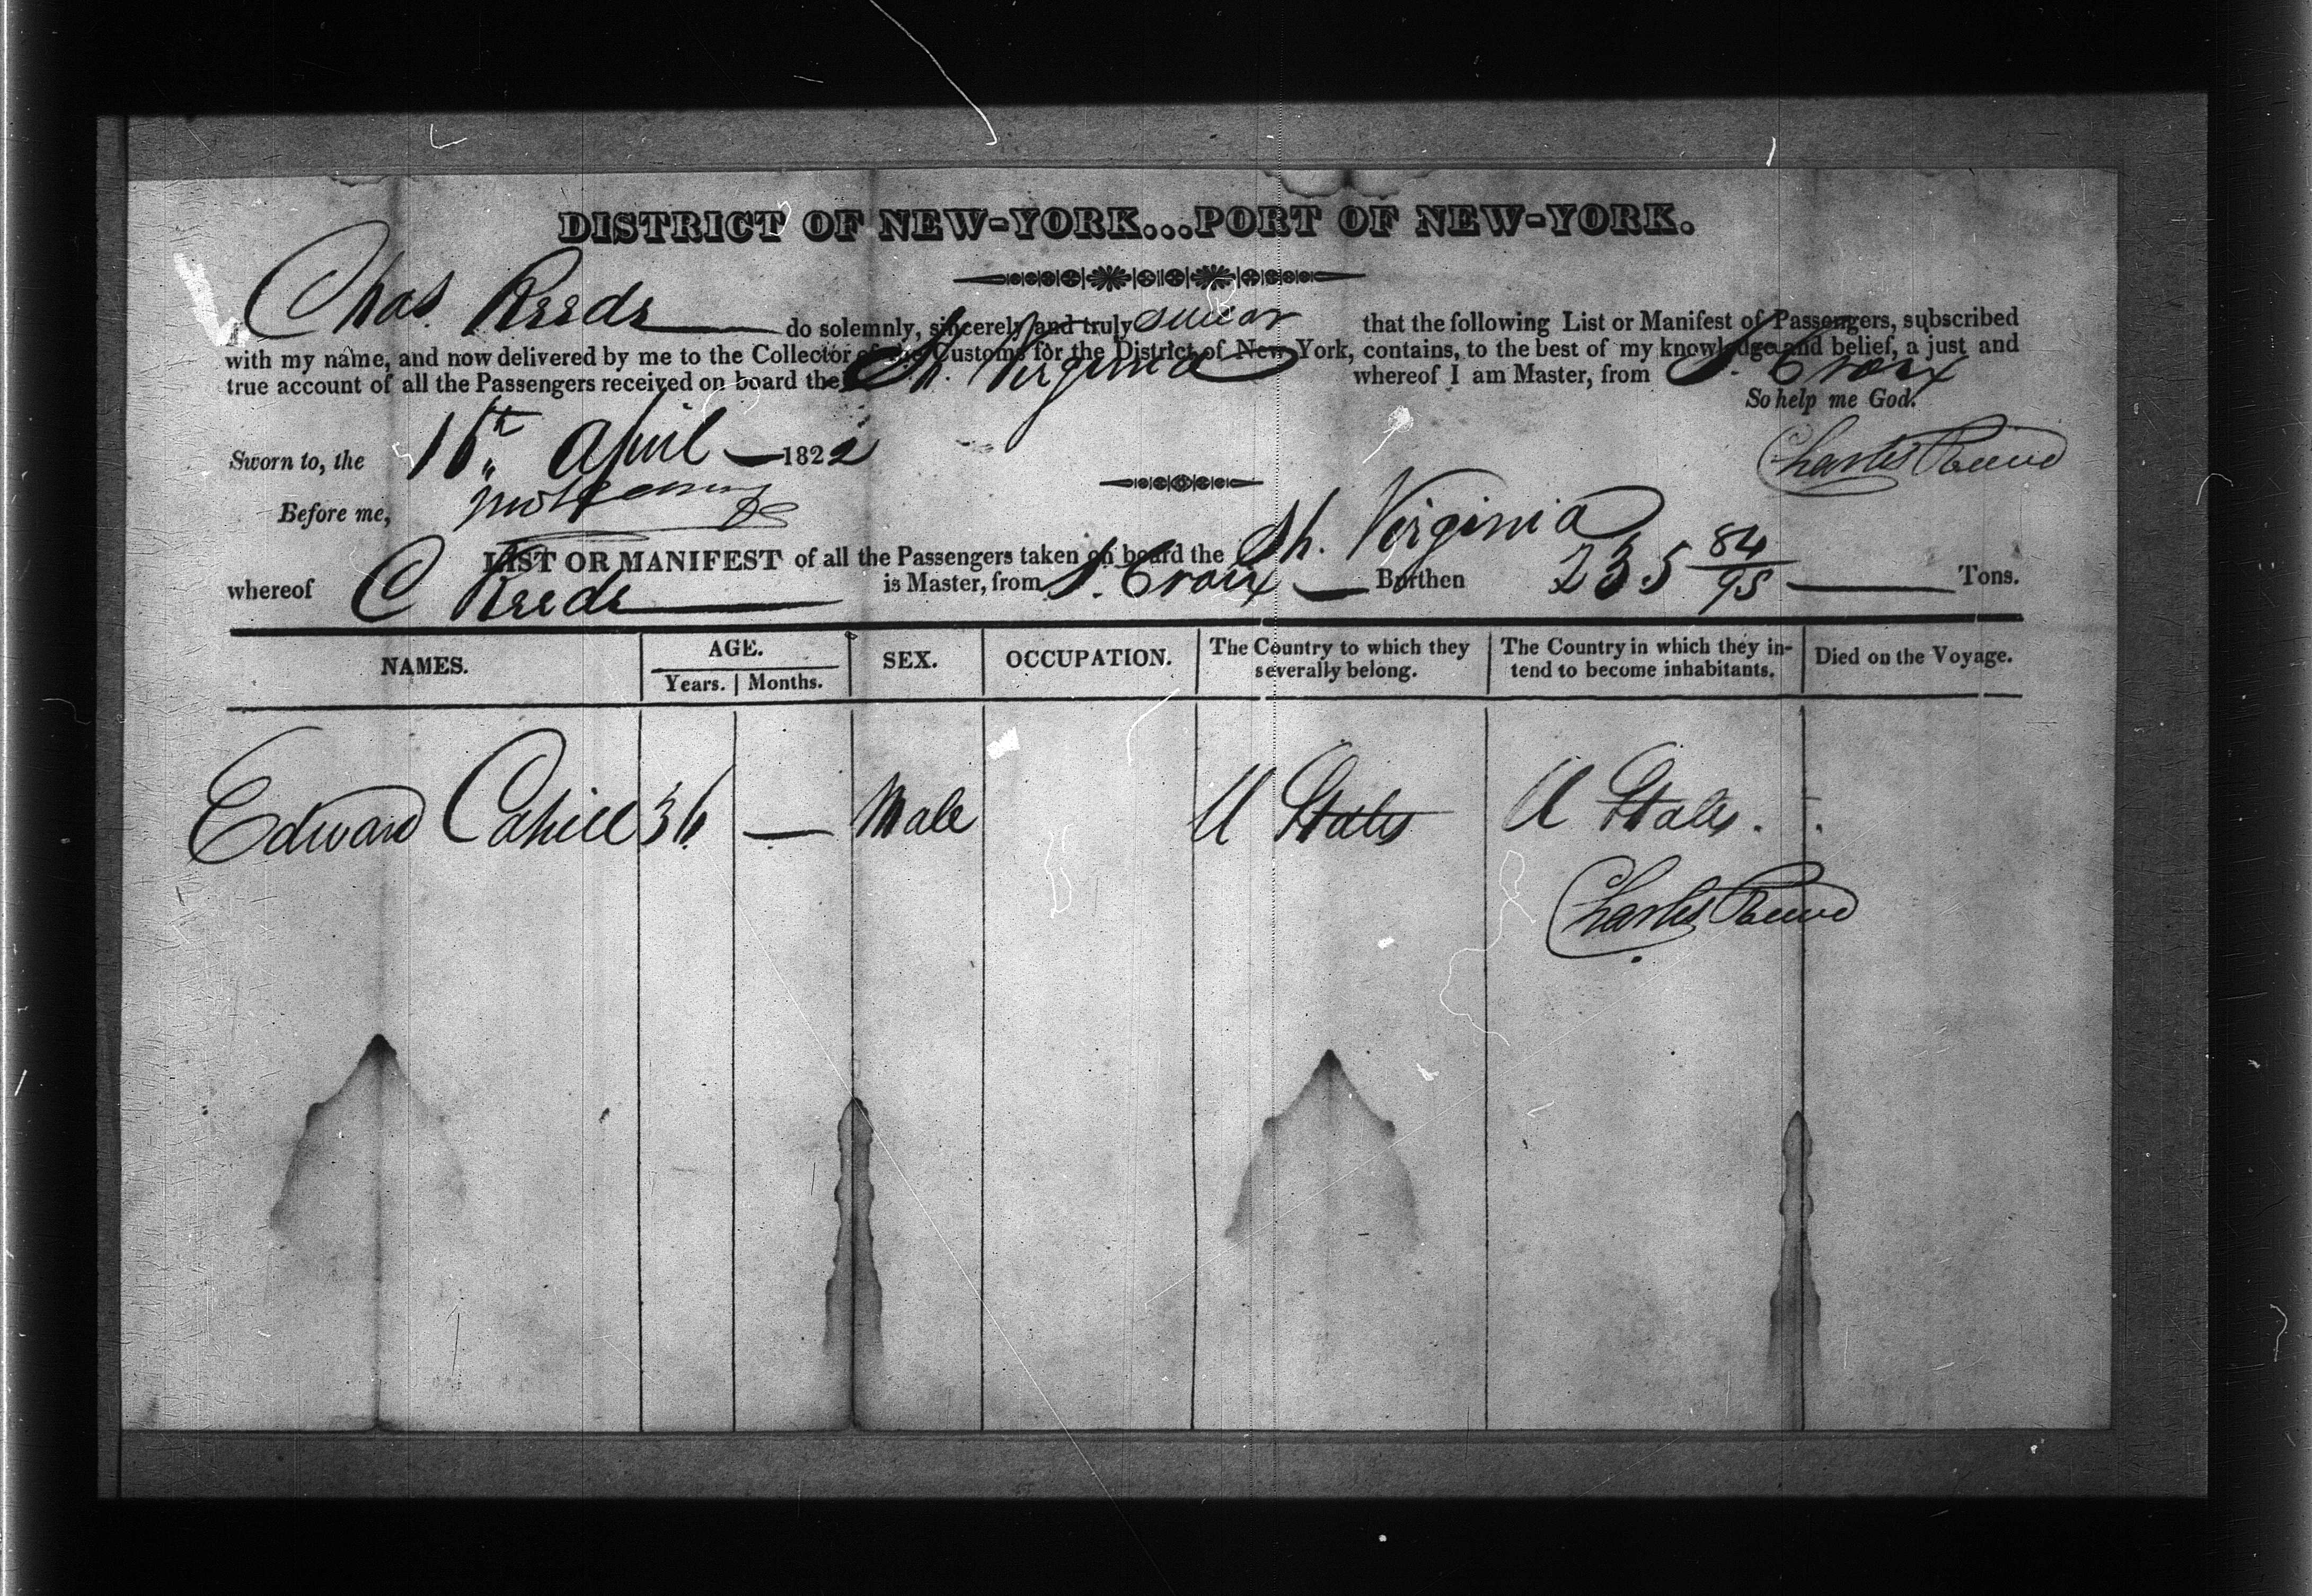 DISTRICT OF NEW-YORK...PORT OF NEW-YORK.
I Chas. Reeds do solemnly, sincerely and truly swear that the following List or Manifest of Passengers, subscribed
with my name, and now delivered by me to the Collector of the Customs for the District of New York, contains, to the best of my knowledge and belief, a just and
true account of all the Passengers received on board the Sh. Virginia whereof I am Master, from S. Croix
So help me God.
Sworn to, the 16th April 1822
Charles
Before me,
LIST OR MANIFEST of all the Passengers taken on board the Sh. Virginia
whereof C Reeds is Master, from S. Croix Burthen 235 84/95 Tons.
NAMES. AGE. SEX. OCCUPATION. The Country to which they severally belong. The Country in which they intend to become inhabitants. Died on the Voyage.
Years. Months.
Edward Cahill 36 — Male U States U States.
Charles